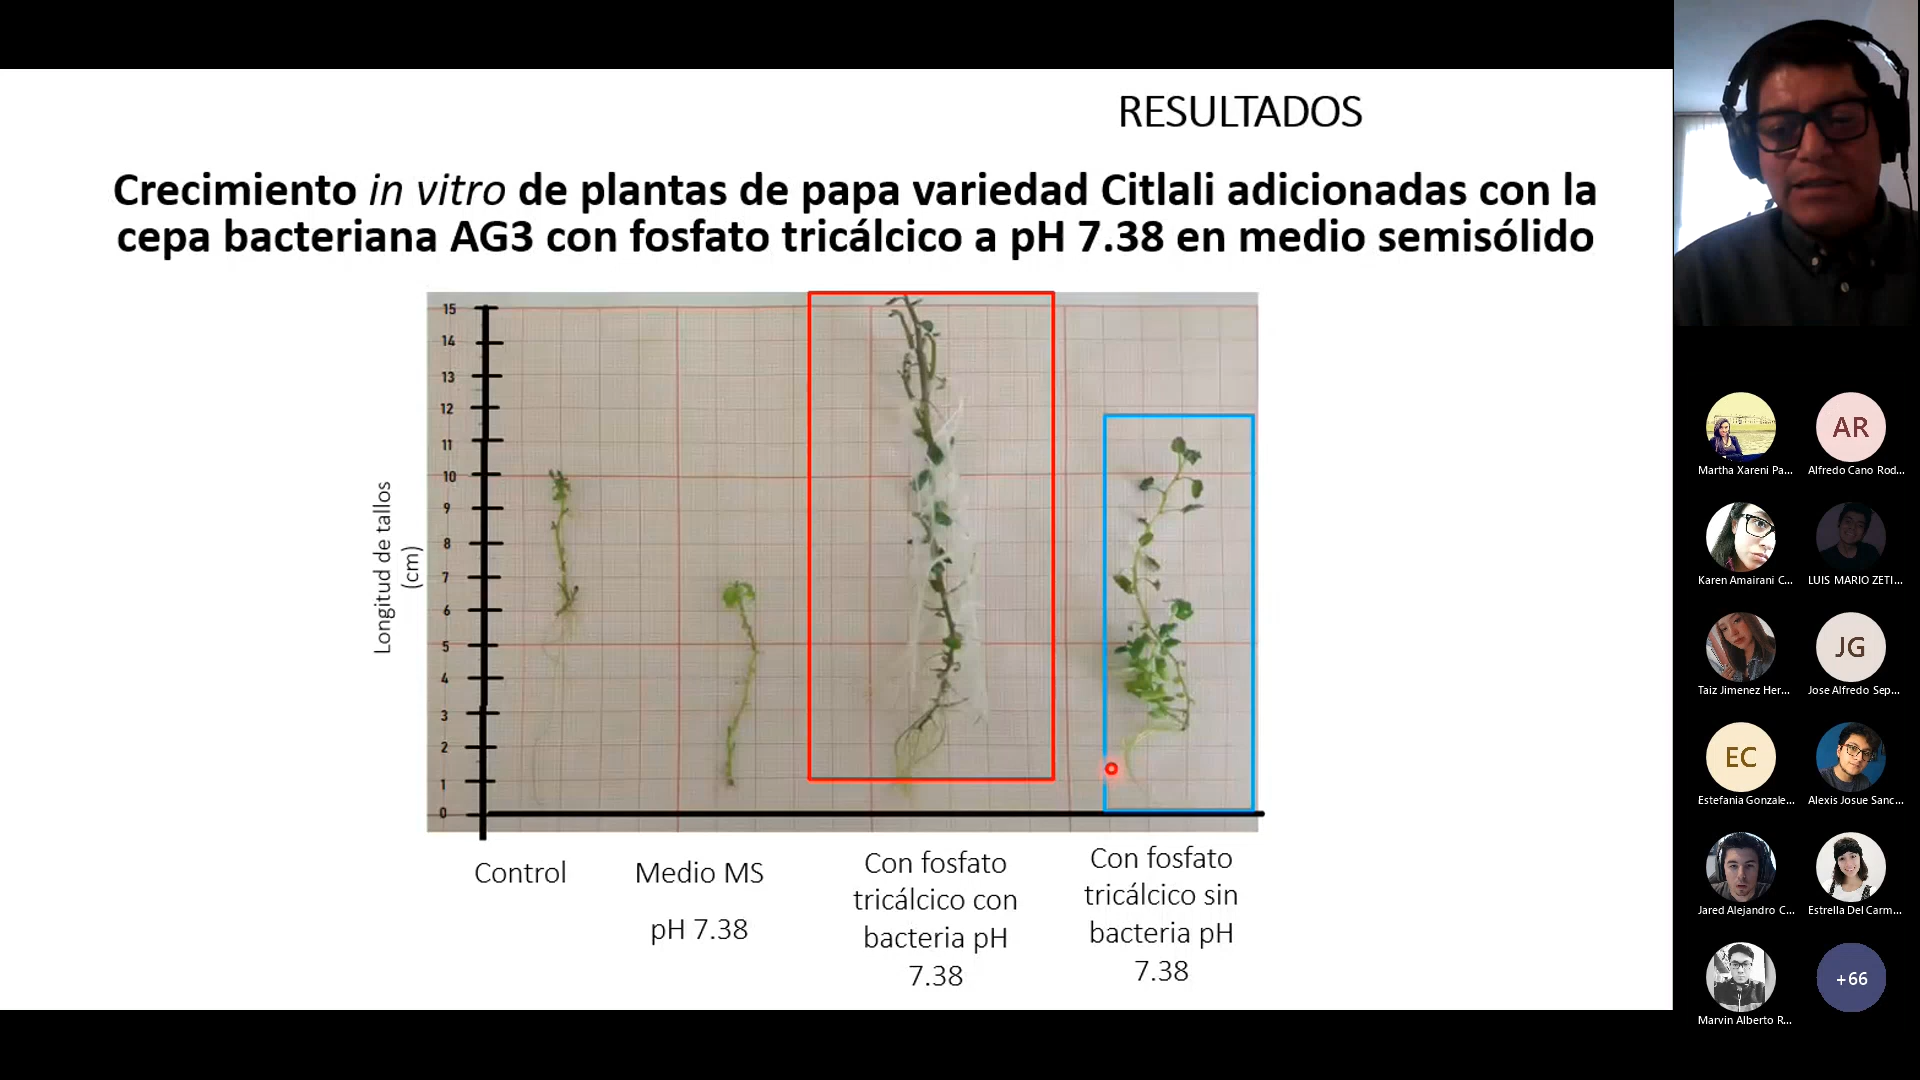 RESULTADOS
Crecimiento in vitro de plantas de papa variedad Citlali adicionadas con la
cepa bacteriana AG3 con fosfato tricálcico a pH 7.38 en medio semisólido
Longitud de tallos
(cm)
15
14
13
12
11
10
9
8
7
6
5
4
3
2
1
0
Control
Medio MS
pH 7.38
Con fosfato
tricálcico con
bacteria pH
7.38
Con fosfato
tricálcico sin
bacteria pH
7.38
AR
Martha Xareni Pa...
Alfredo Cano Rod...
Karen Amairani C...
LUIS MARIO ZETI...
JG
Taiz Jimenez Her...
Jose Alfredo Sep...
EC
Estefania Gonzale...
Alexis Josue Sanc...
Jared Alejandro C...
Estrella Del Carm...
+66
Marvin Alberto R...